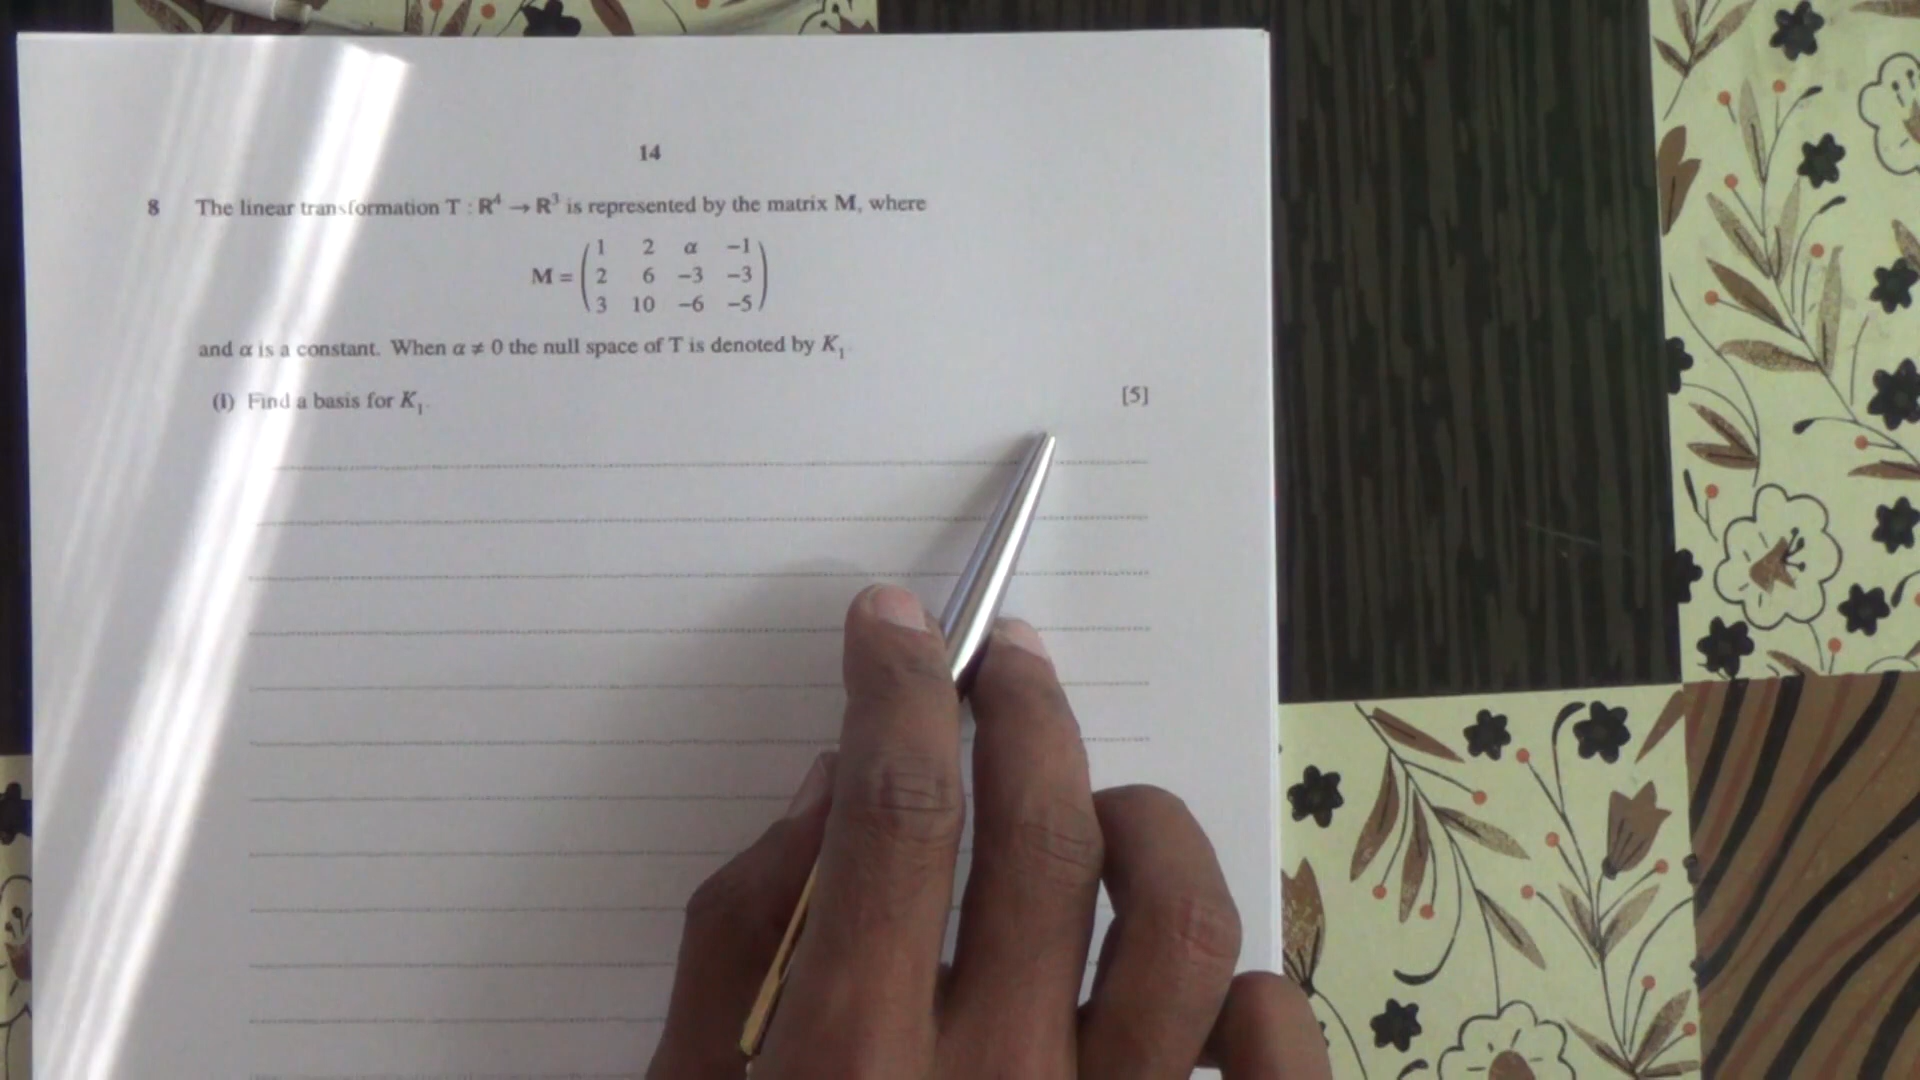 14
8 The linear transformation T : R⁴ → R³ is represented by the matrix M, where
M = ( 1 2 α −1
2 6 −3 −3
3 10 −6 −5 )
and α is a constant. When α ≠ 0 the null space of T is denoted by K₁.
(i) Find a basis for K₁. [5]